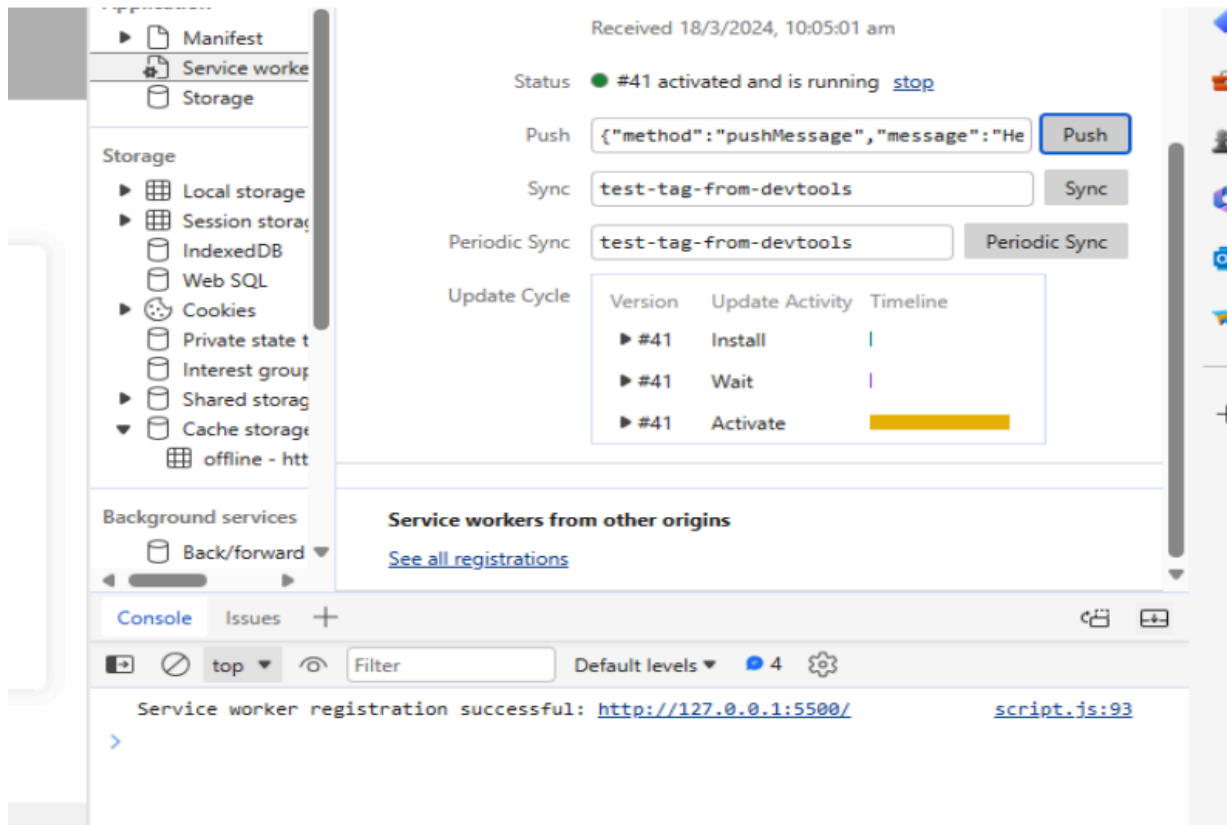 Manifest
Service worke
Storage
Storage
Local storage
Session storag
IndexedDB
Web SQL
Cookies
Private state t
Interest group
Shared storag
Cache storage
offline - htt
Background services
Back/forward
Received 18/3/2024, 10:05:01 am
Status #41 activated and is running stop
Push {"method":"pushMessage","message":"He Push
Sync test-tag-from-devtools Sync
Periodic Sync test-tag-from-devtools Periodic Sync
Update Cycle
Version Update Activity Timeline
#41 Install
#41 Wait
#41 Activate
Service workers from other origins
See all registrations
Console Issues
top Filter Default levels 4
Service worker registration successful: http://127.0.0.1:5500/ script.js:93